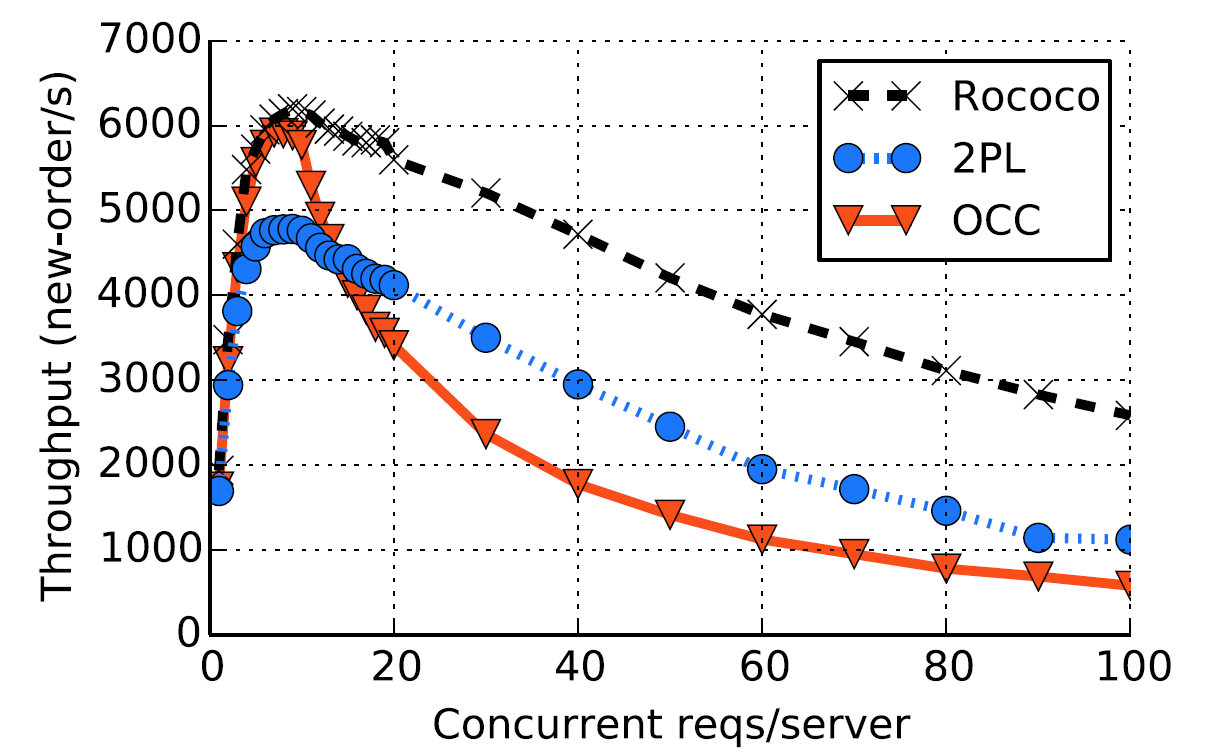 7000
6000
5000
4000
3000
2000
1000
0
Throughput (new-order/s)
Rococo
2PL
OCC
0 20 40 60 80 100
Concurrent reqs/server